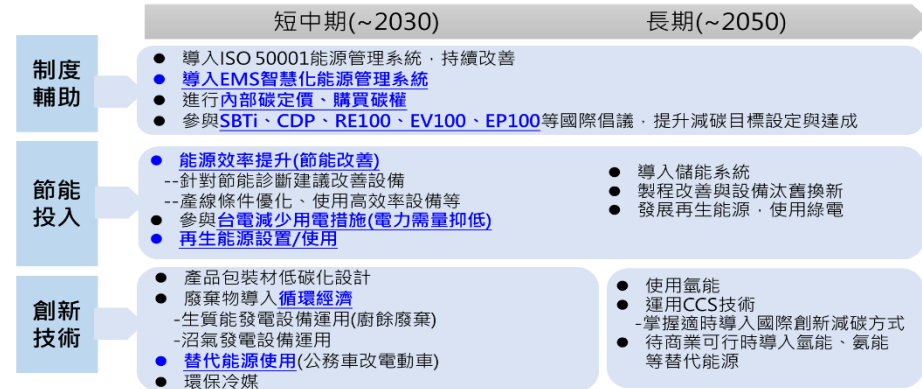 短中期(~2030)
長期(~2050)
制度
輔助
● 導入ISO 50001能源管理系統，持續改善
● 導入EMS智慧化能源管理系統
● 進行內部碳定價、購買碳權
● 參與SBTi、CDP、RE100、EV100、EP100等國際倡議，提升減碳目標設定與達成
節能
投入
● 能源效率提升(節能改善)
--針對節能診斷建議改善設備
--產線條件優化、使用高效率設備等
● 參與台電減少用電措施(電力需量抑低)
● 再生能源設置/使用
● 導入儲能系統
● 製程改善與設備汰舊換新
● 發展再生能源，使用綠電
創新
技術
● 產品包裝材低碳化設計
● 廢棄物導入循環經濟
-生質能發電設備運用(廚餘廢棄)
-沼氣發電設備運用
● 替代能源使用(公務車改電動車)
● 環保冷媒
● 使用氫能
● 運用CCS技術
-掌握適時導入國際創新減碳方式
● 待商業可行時導入氫能、氨能
等替代能源